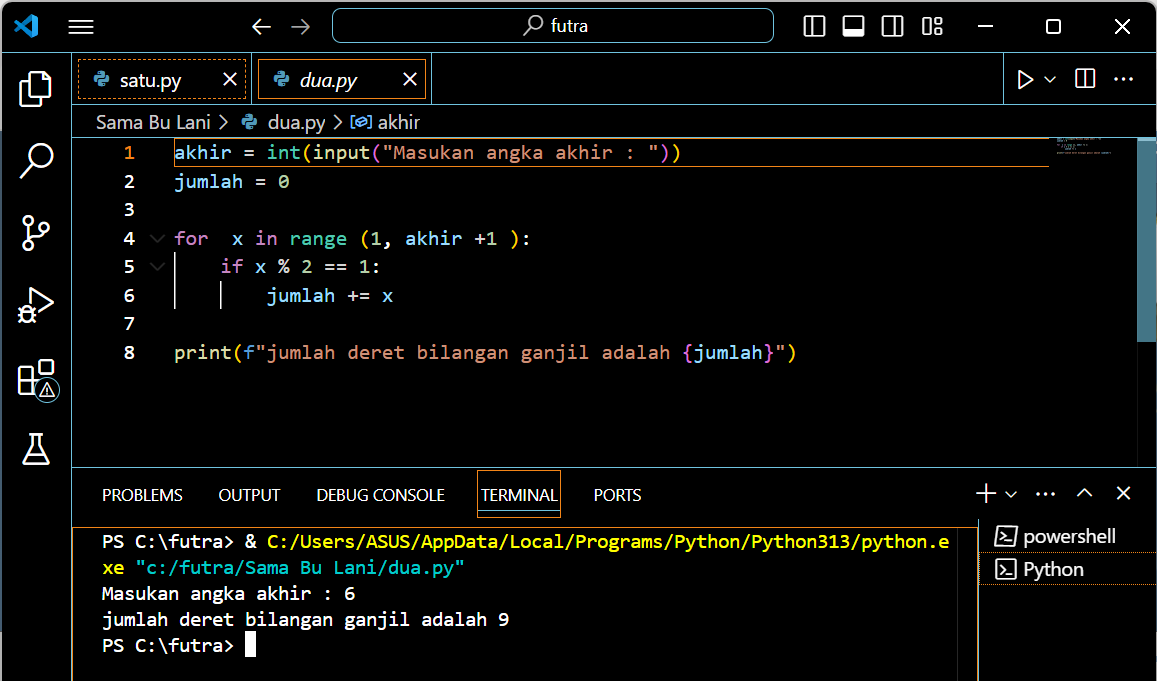 futra
satu.py dua.py
Sama Bu Lani > dua.py > akhir
1 akhir = int(input("Masukan angka akhir : "))
2 jumlah = 0
3
4 for  x in range (1, akhir +1 ):
5     if x % 2 == 1:
6         jumlah += x
7
8 print(f"jumlah deret bilangan ganjil adalah {jumlah}")
PROBLEMS OUTPUT DEBUG CONSOLE TERMINAL PORTS
PS C:\futra> & C:/Users/ASUS/AppData/Local/Programs/Python/Python313/python.e
xe "c:/futra/Sama Bu Lani/dua.py"
Masukan angka akhir : 6
jumlah deret bilangan ganjil adalah 9
PS C:\futra>
powershell
Python